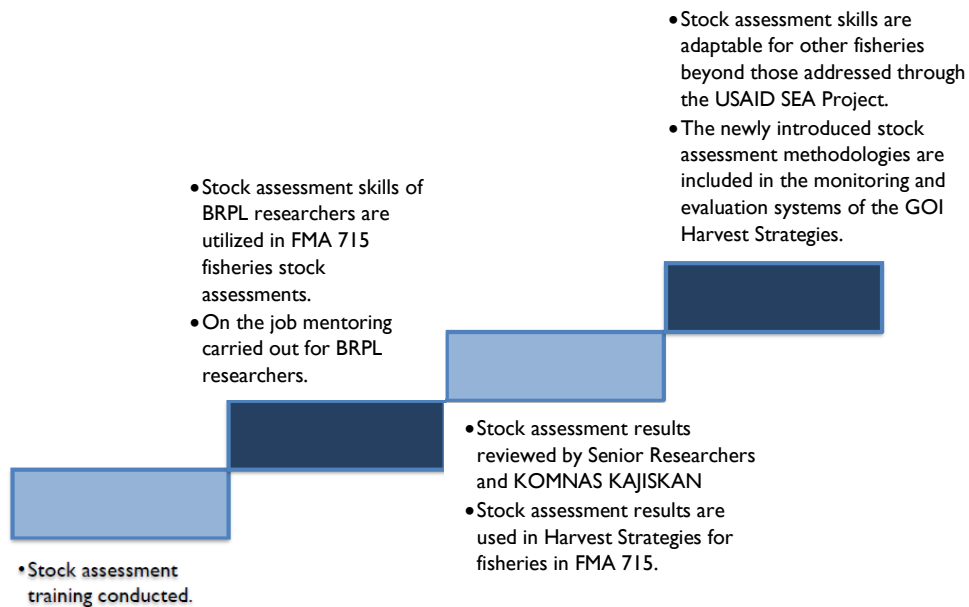 •Stock assessment
training conducted.
•Stock assessment skills of
BRPL researchers are
utilized in FMA 715
fisheries stock
assessments.
•On the job mentoring
carried out for BRPL
researchers.
•Stock assessment results
reviewed by Senior Researchers
and KOMNAS KAJISKAN
•Stock assessment results are
used in Harvest Strategies for
fisheries in FMA 715.
•Stock assessment skills are
adaptable for other fisheries
beyond those addressed through
the USAID SEA Project.
•The newly introduced stock
assessment methodologies are
included in the monitoring and
evaluation systems of the GOI
Harvest Strategies.